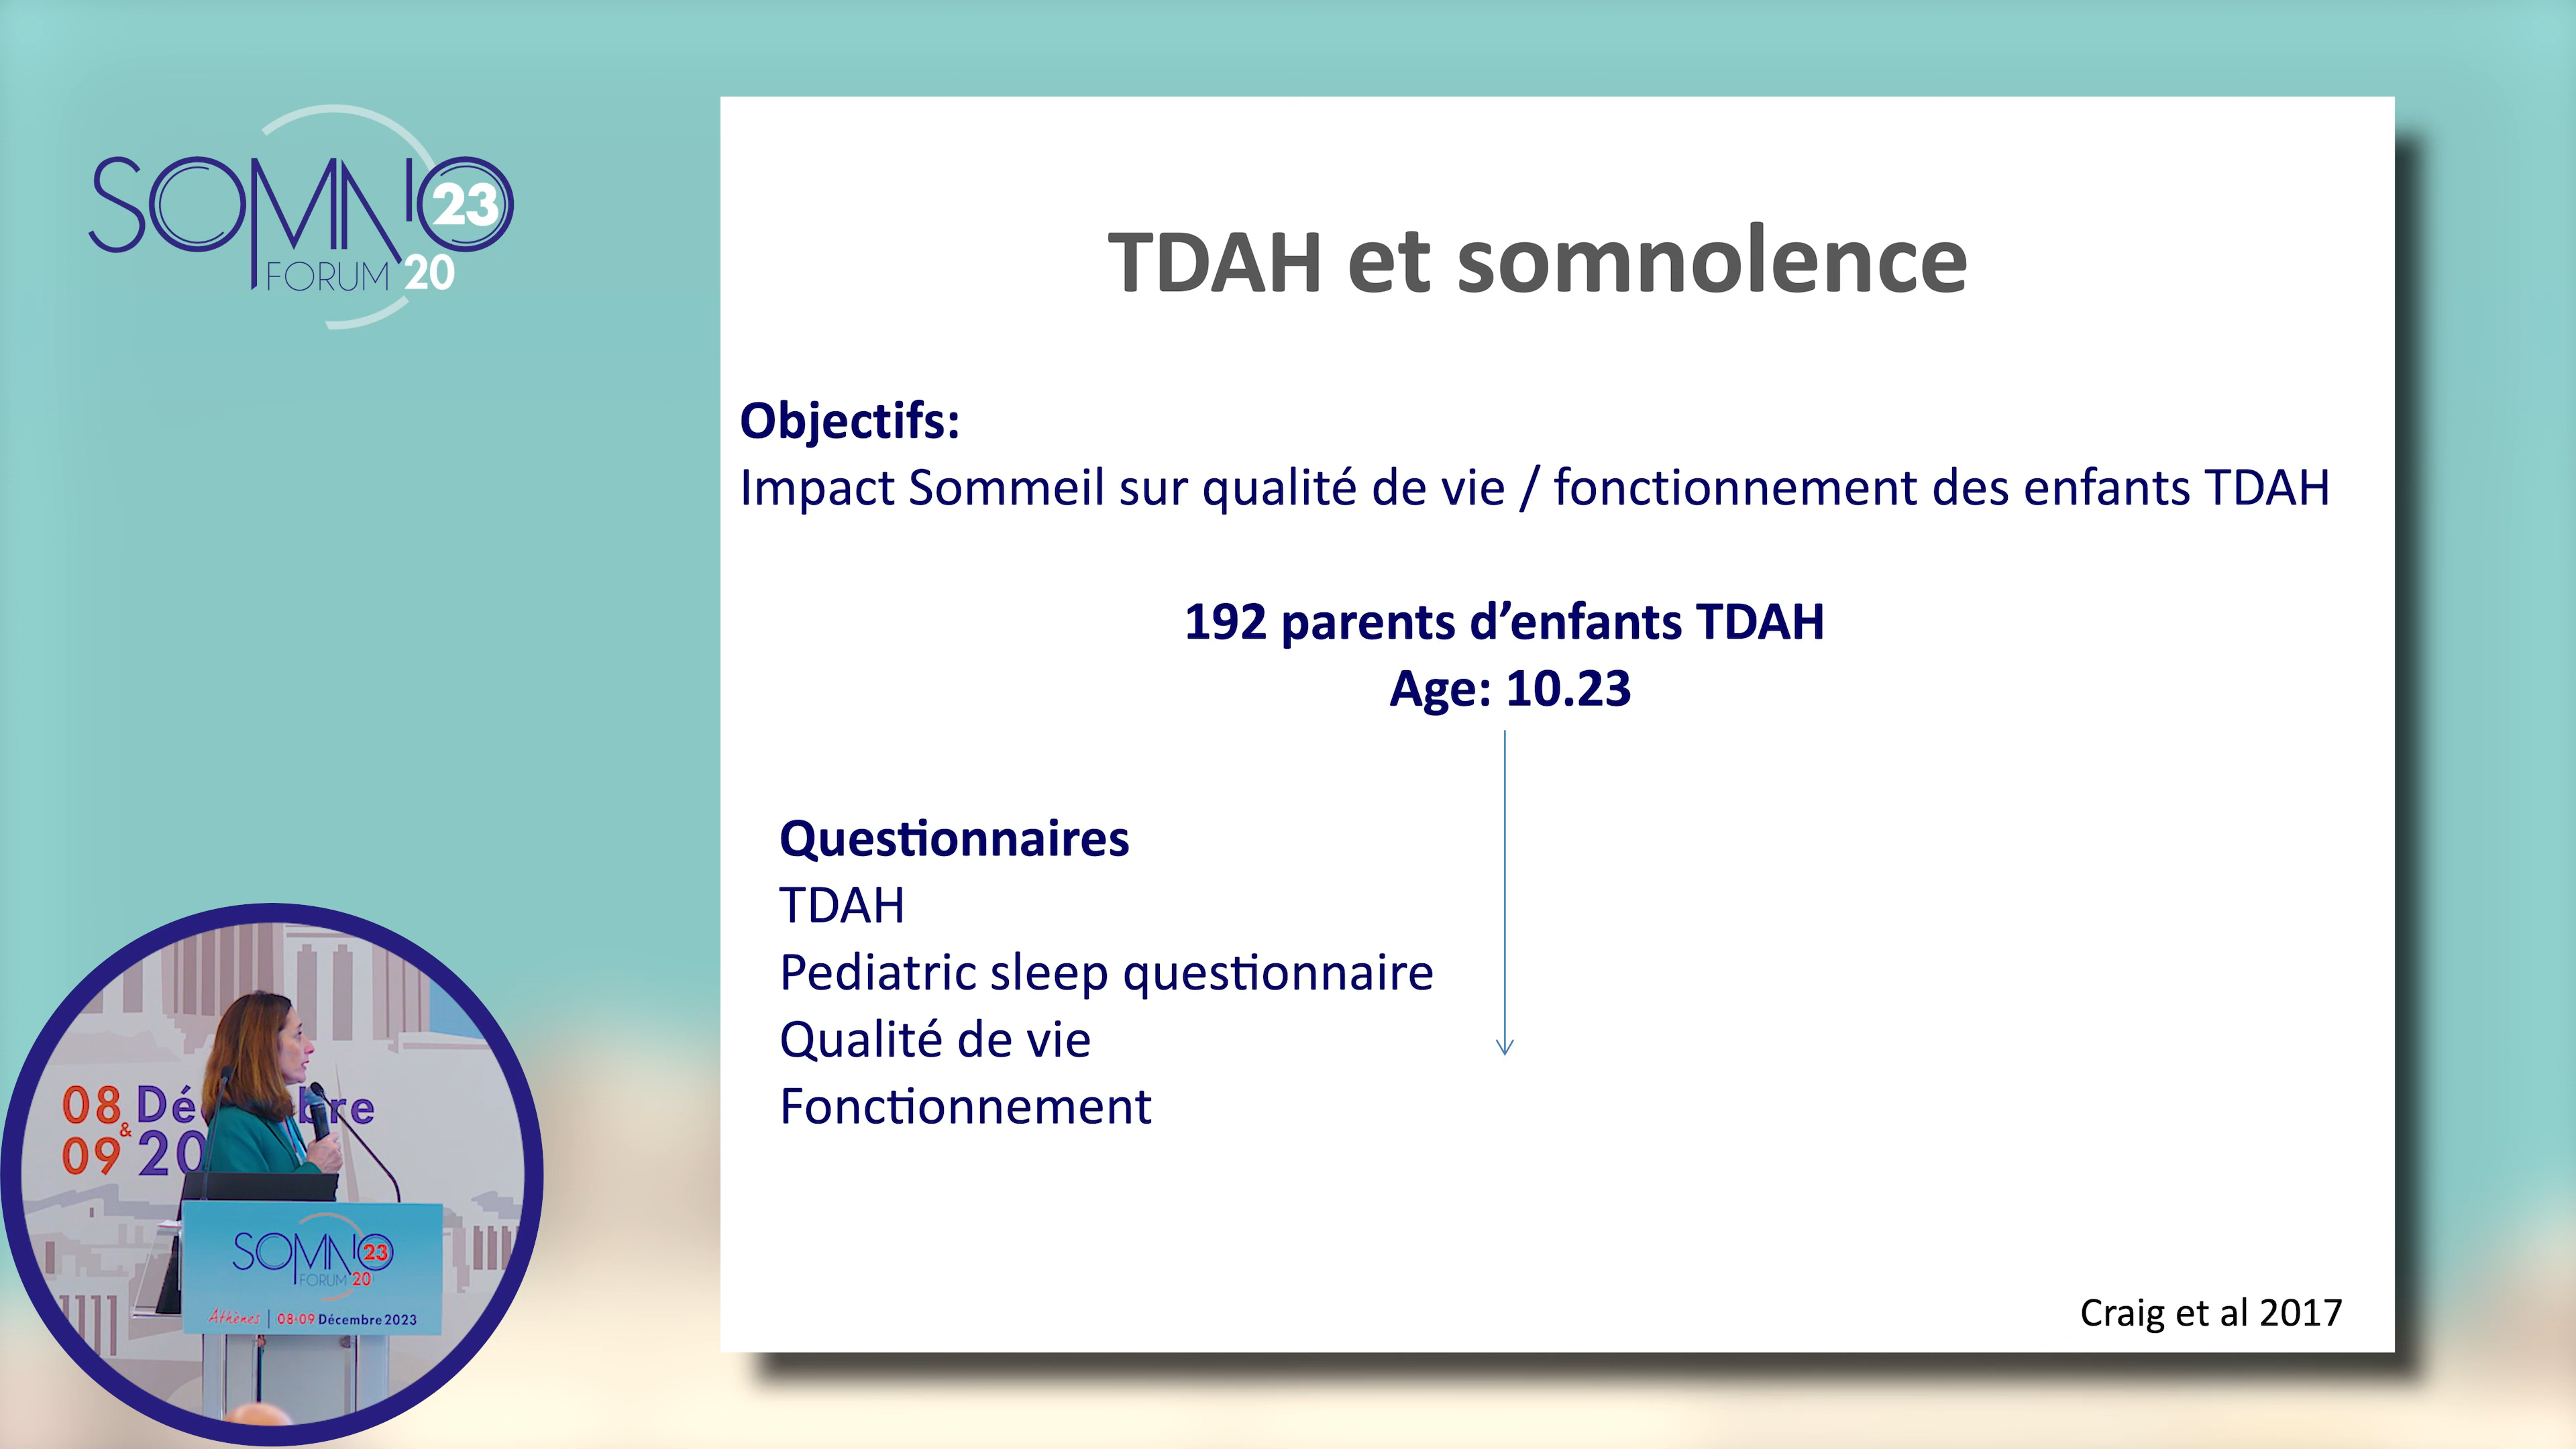 SOMNO 23
FORUM 20
TDAH et somnolence
Objectifs:
Impact Sommeil sur qualité de vie / fonctionnement des enfants TDAH
192 parents d’enfants TDAH
Age: 10.23
Questionnaires
TDAH
Pediatric sleep questionnaire
Qualité de vie
Fonctionnement
Craig et al 2017
08 Dé bre
& 
09 20
SOMNO 23
FORUM 20
Athènes | 08-09 Décembre 2023